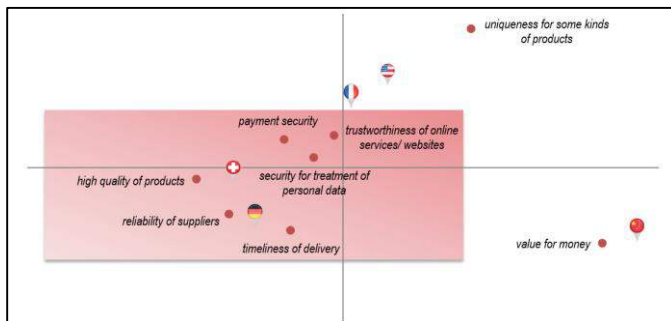 uniqueness for some kinds
of products
payment security
trustworthiness of online
services/ websites
high quality of products
security for treatment of
personal data
reliability of suppliers
timeliness of delivery
value for money